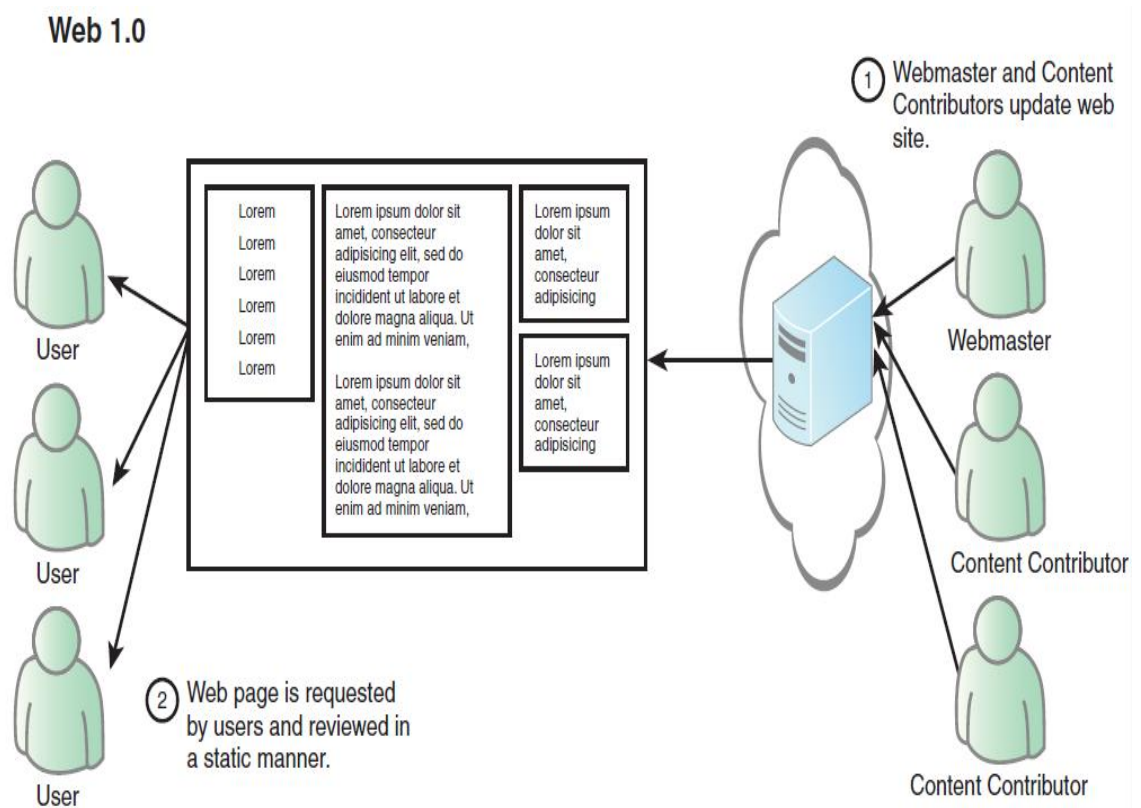 Web 1.0
1 Webmaster and Content
Contributors update web
site.
Lorem
Lorem
Lorem
Lorem
Lorem
Lorem
Lorem ipsum dolor sit
amet, consecteur
adipisicing elit, sed do
eiusmod tempor
incidident ut labore et
dolore magna aliqua. Ut
enim ad minim veniam,
Lorem ipsum dolor sit
amet, consecteur
adipisicing elit, sed do
eiusmod tempor
incidident ut labore et
dolore magna aliqua. Ut
enim ad minim veniam,
Lorem ipsum
dolor sit
amet,
consecteur
adipisicing
Lorem ipsum
dolor sit
amet,
consecteur
adipisicing
User
User
User
Webmaster
Content Contributor
Content Contributor
2 Web page is requested
by users and reviewed in
a static manner.